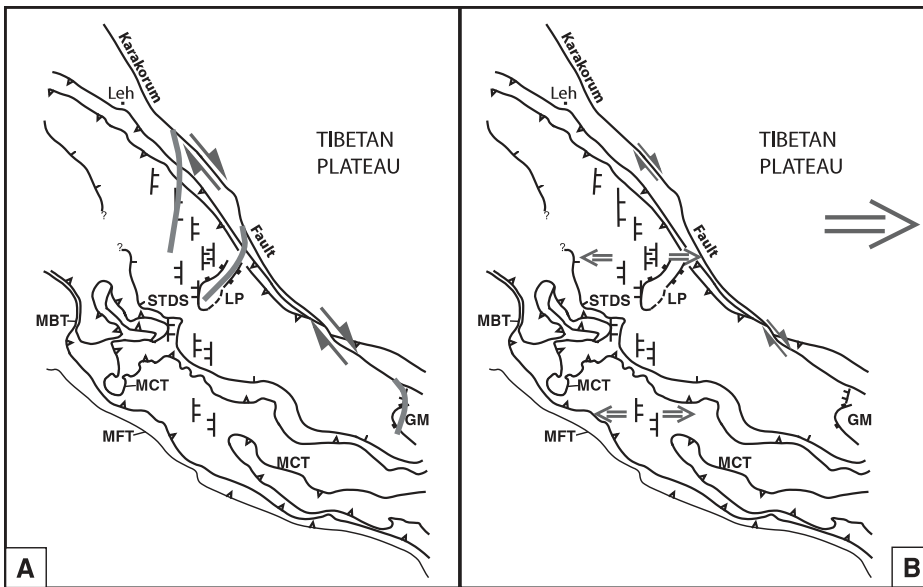 Karakorum
Leh
TIBETAN
PLATEAU
Fault
?
?
STDS
LP
MBT
MCT
GM
MFT
MCT
A
Karakorum
Leh
TIBETAN
PLATEAU
Fault
?
?
STDS
LP
MBT
MCT
GM
MFT
MCT
B